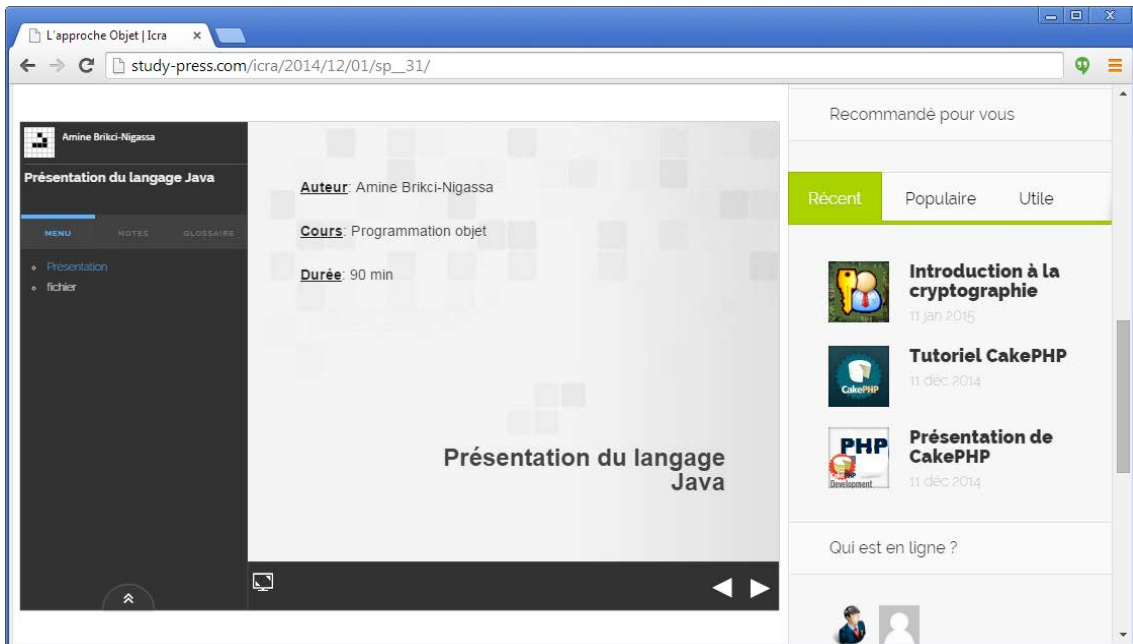 L'approche Objet | Icra
study-press.com/icra/2014/12/01/sp__31/
Amine Brikci-Nigassa
Présentation du langage Java
MENU NOTES GLOSSAIRE
Presentation
fichier
Auteur: Amine Brikci-Nigassa
Cours: Programmation objet
Durée: 90 min
Présentation du langage
Java
Recommandé pour vous
Récent Populaire Utile
Introduction à la
cryptographie
11 jan 2015
CakePHP
Tutoriel CakePHP
11 déc 2014
PHP
Development
Présentation de
CakePHP
11 déc 2014
Qui est en ligne ?